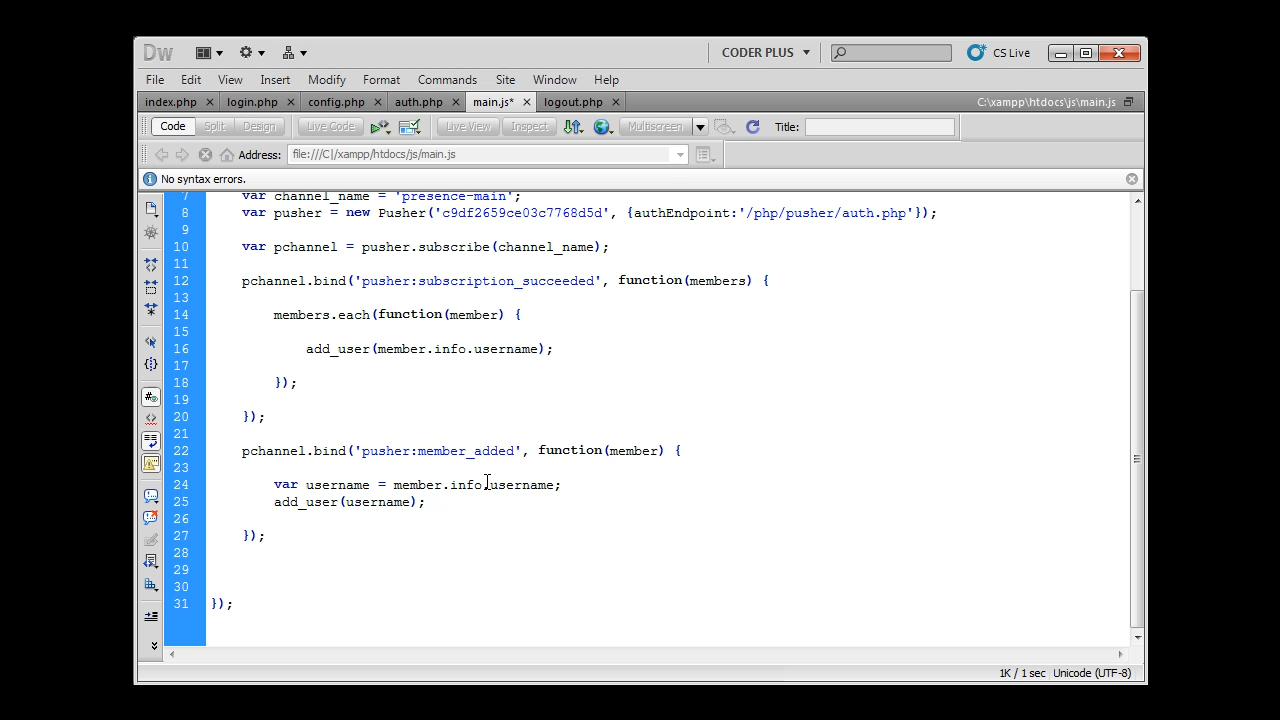 Dw CODER PLUS CS Live
File Edit View Insert Modify Format Commands Site Window Help
index.php login.php config.php auth.php main.js* logout.php C:\xampp\htdocs\js\main.js
Code Split Design Live Code Live View Inspect Multiscreen Title:
Address: file:///C|/xampp/htdocs/js/main.js
No syntax errors.
7 var channel_name = 'presence-main';
8 var pusher = new Pusher('c9df2659ce03c7768d5d', {authEndpoint:'/php/pusher/auth.php'});
9
10 var pchannel = pusher.subscribe(channel_name);
11
12 pchannel.bind('pusher:subscription_succeeded', function(members) {
13
14 members.each(function(member) {
15
16 add_user(member.info.username);
17
18 });
19
20 });
21
22 pchannel.bind('pusher:member_added', function(member) {
23
24 var username = member.info.username;
25 add_user(username);
26
27 });
28
29
30
31 });
1K / 1 sec Unicode (UTF-8)